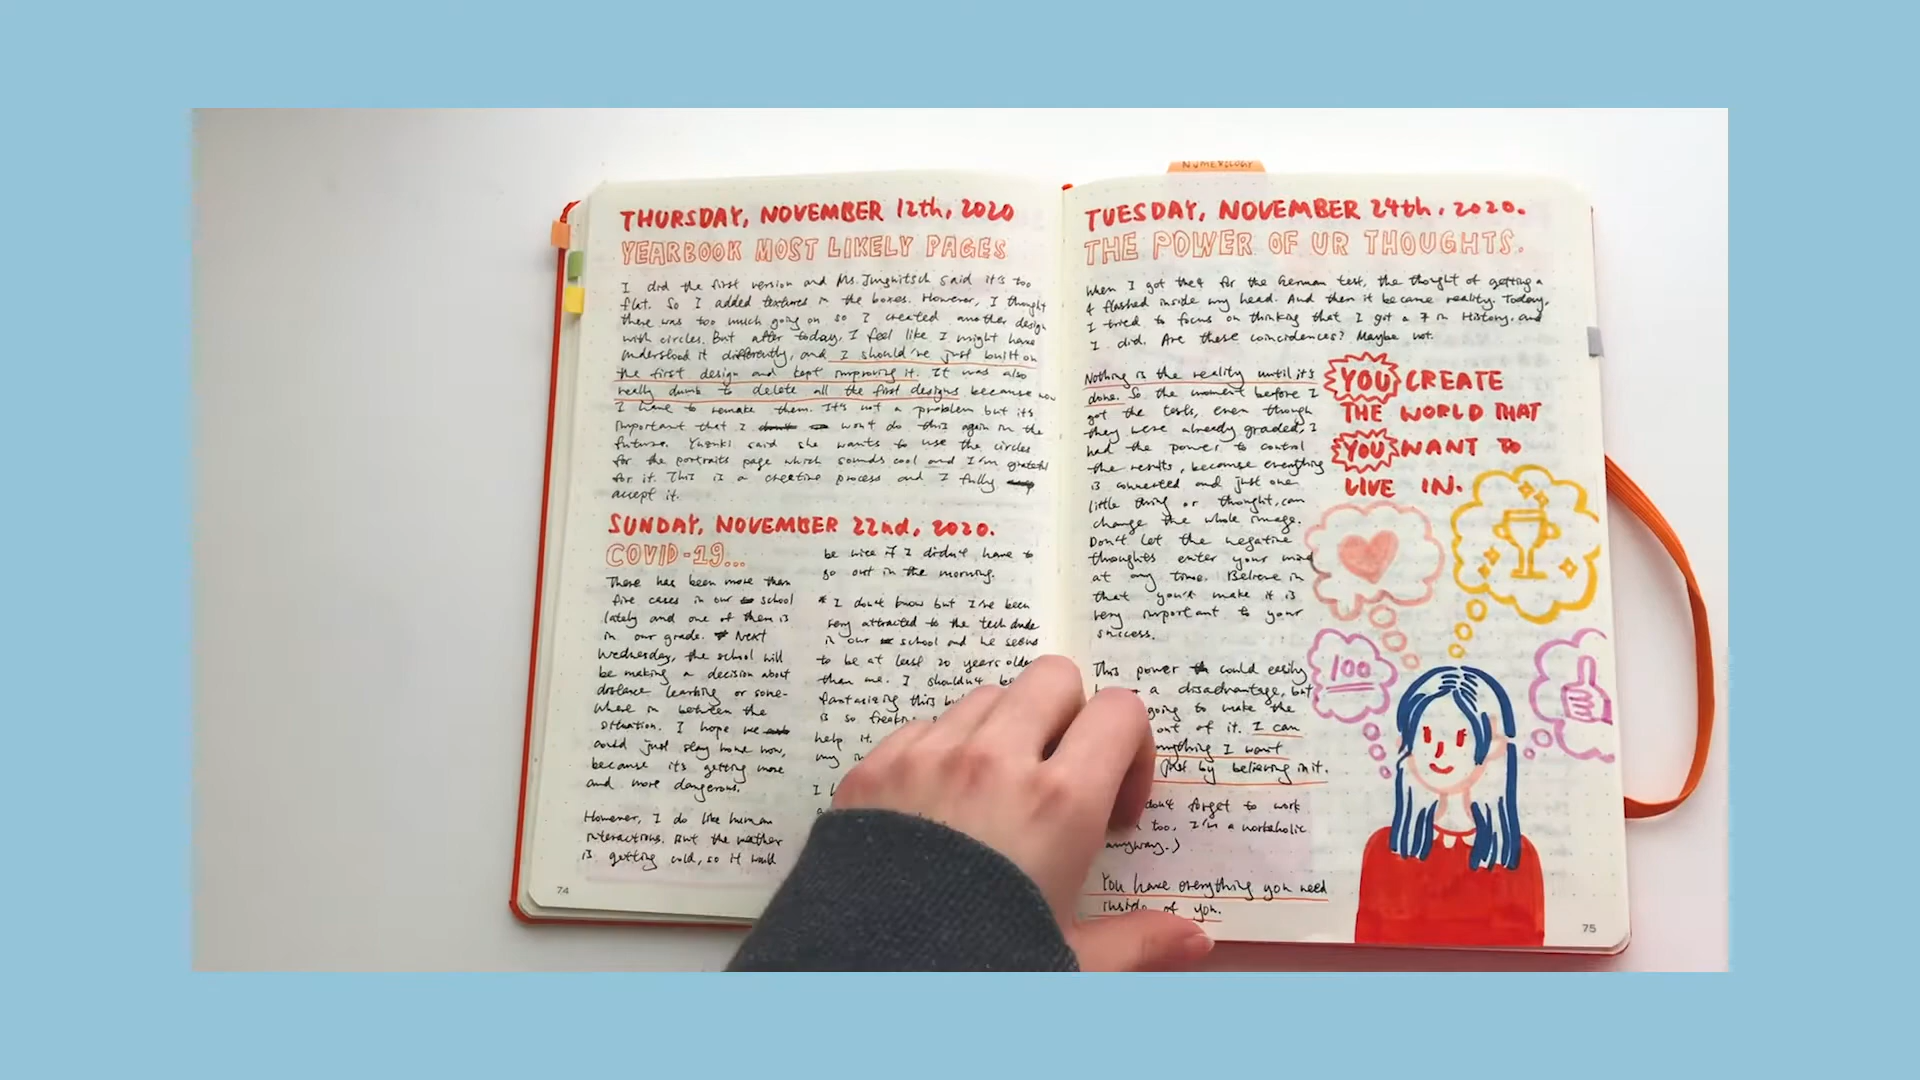 THURSDAY, NOVEMBER 12th, 2020
YEARBOOK MOST LIKELY PAGES
I did the first version and Ms. Jungwitsch said it's too
flat. So I added textures in the boxes. However, I thought
there was too much going on so I created another design
with circles. But after today, I feel like I might have
understood it differently, and I should've just built on
the first design and kept improving it. It was also
really dumb to delete all the first designs because now
I have to remake them. It's not a problem but it's
important that I won't do this again in the
future. said she wants to use the circles
for the portraits page which sounds cool and I'm grateful
for it. This is a creative process and I fully
accept it.
SUNDAY, NOVEMBER 22nd, 2020.
COVID-19...
There has been more than
five cases in our school
lately and one of them is
in our grade. Next
Wednesday, the school will
be making a decision about
distance learning or some-
where in between the
situation. I hope we
could just stay home now,
because it's getting more
and more dangerous.
However, I do like human
interactions. But the weather
is getting cold, so it would
be nice if I didn't have to
go out in the morning.
* I don't know but I've been
very attracted to the tech dude
in our school and he seems
to be at least 20 years older
than me. I shouldn't be
fantasizing this bu
is so freaking
help it.
my in
I
74
NUMEROLOGY
TUESDAY, NOVEMBER 24th, 2020.
THE POWER OF UR THOUGHTS.
When I got the 4 for the German test, the thought of getting a
4 flashed inside my head. And then it became reality. Today,
I tried to focus on thinking that I got a 7 in History. and
I did. Are these coincidences? Maybe not.
Nothing is the reality until it's
done. So the moment before I
got the tests, even though
they were already graded, I
had the power to control
the results, because everything
is connected and just one
little thing or thought, can
change the whole image.
Don't let the negative
thoughts enter your mind
at any time. Believe in
that you'll make it is
very important to your
success.
This power could easily
a disadvantage, but
going to make the
out of it. I can
anything I want
just by believing in it.
don't forget to work
too, I'm a workaholic
anyway.)
You have everything you need
inside of you.
YOU CREATE
THE WORLD THAT
YOU WANT TO
LIVE IN.
100
75